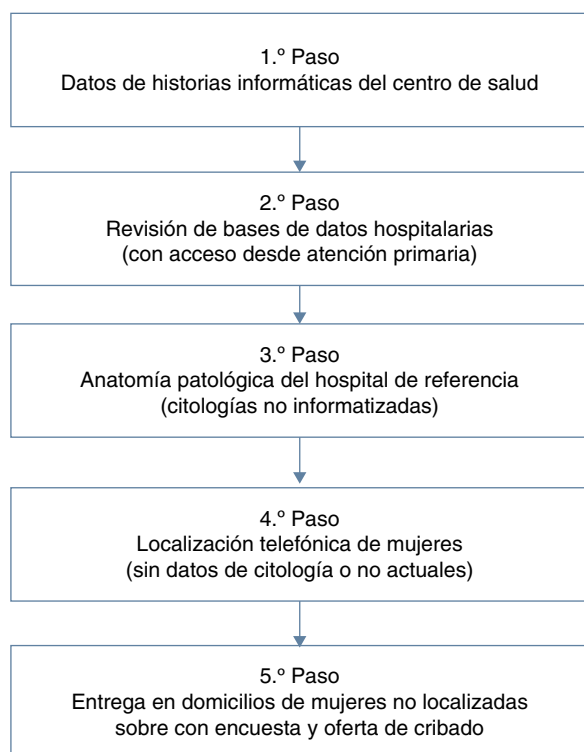 1.º Paso
Datos de historias informáticas del centro de salud
2.º Paso
Revisión de bases de datos hospitalarias
(con acceso desde atención primaria)
3.º Paso
Anatomía patológica del hospital de referencia
(citologías no informatizadas)
4.º Paso
Localización telefónica de mujeres
(sin datos de citología o no actuales)
5.º Paso
Entrega en domicilios de mujeres no localizadas
sobre con encuesta y oferta de cribado